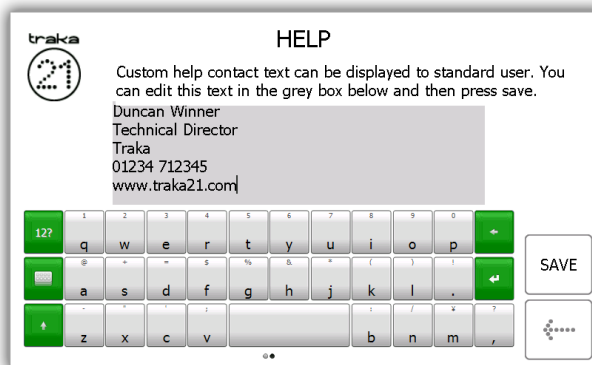 traka
21
HELP
Custom help contact text can be displayed to standard user. You
can edit this text in the grey box below and then press save.
Duncan Winner
Technical Director
Traka
01234 712345
www.traka21.com
1 2 3 4 5 6 7 8 9 0
12? q w e r t y u i o p
@ + = $ % & * ( ) !
a s d f g h j k l .
SAVE
- " ' ; : / ¥ ?
z x c v b n m ,